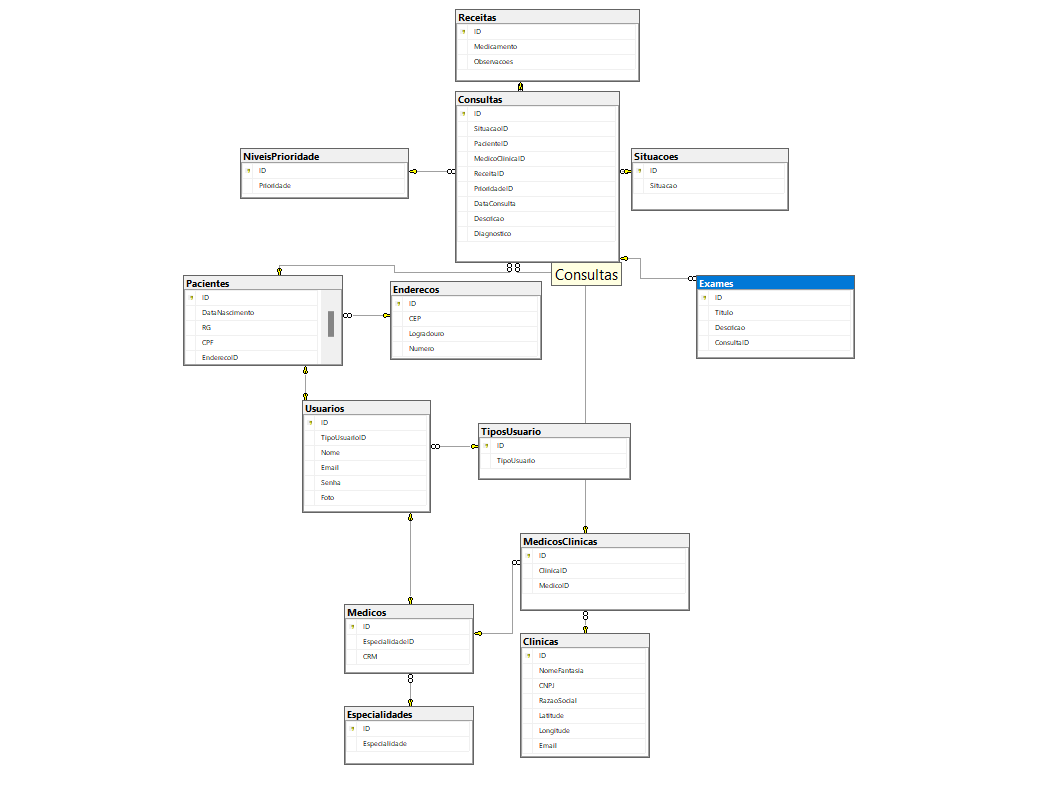 Receitas
ID
Medicamento
Observacoes
Consultas
ID
SituacaoID
PacienteID
MedicoClinicaID
ReceitaID
PrioridadeID
DataConsulta
Descricao
Diagnostico
NiveisPrioridade
ID
Prioridade
Situacoes
ID
Situacao
Consultas
Pacientes
ID
DataNascimento
RG
CPF
EnderecoID
Enderecos
ID
CEP
Logradouro
Numero
Exames
ID
Titulo
Descricao
ConsultaID
Usuarios
ID
TipoUsuarioID
Nome
Email
Senha
Foto
TiposUsuario
ID
TipoUsuario
MedicosClinicas
ID
ClinicaID
MedicoID
Medicos
ID
EspecialidadeID
CRM
Clinicas
ID
NomeFantasia
CNPJ
RazaoSocial
Latitude
Longitude
Email
Especialidades
ID
Especialidade